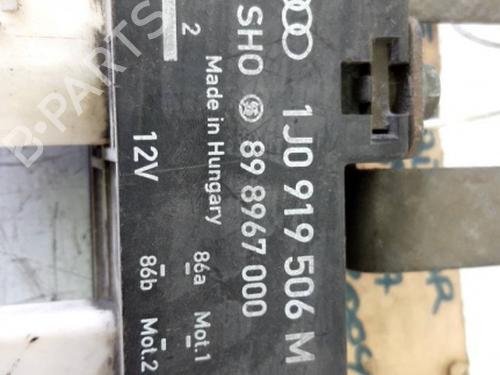 1J0 919 506 M
SHO 89 8967 000
Made in Hungary 86a Mot.1
2 12V 86b Mot.2
B-PARTS